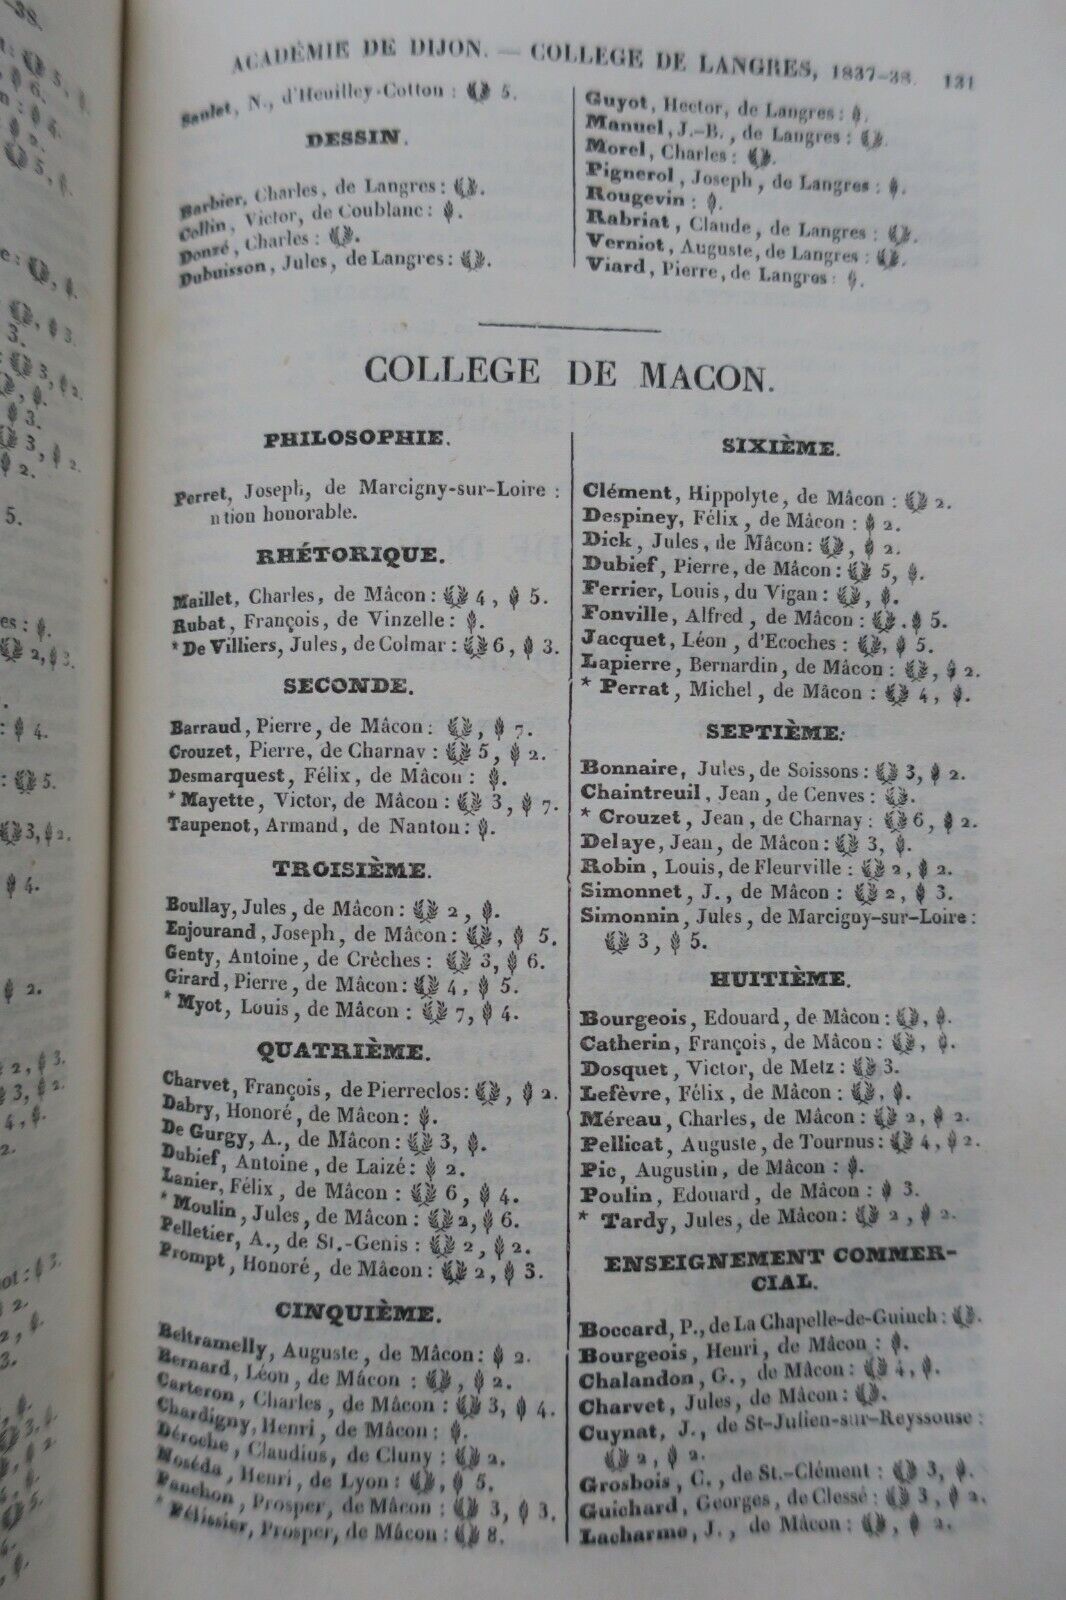 ACADÉMIE DE DIJON. — COLLEGE DE LANGRES, 1837-38. 131
Saulet, N., d'Heuilley-Cotton : 5.
DESSIN.
Barbier, Charles, de Langres :
Collin, Victor, de Coublanc :
Donzé, Charles :
Dubuisson, Jules, de Langres :
Guyot, Hector, de Langres :
Manuel, J.-B., de Langres :
Morel, Charles :
Pignerol, Joseph, de Langres :
Rougevin :
Rabriat, Claude, de Langres :
Verniot, Auguste, de Langres :
Viard, Pierre, de Langres :
COLLEGE DE MACON.
PHILOSOPHIE.
Perret, Joseph, de Marcigny-sur-Loire :
ntion honorable.
RHÉTORIQUE.
Maillet, Charles, de Mâcon : 4, 5.
Rubat, François, de Vinzelle :
* De Villiers, Jules, de Colmar : 6, 3.
SECONDE.
Barraud, Pierre, de Mâcon : , 7.
Crouzet, Pierre, de Charnay : 5, 2.
Desmarquest, Félix, de Mâcon :
* Mayette, Victor, de Mâcon : 3, 7.
Taupenot, Armand, de Nanton :
TROISIÈME.
Boullay, Jules, de Mâcon : 2,
Enjourand, Joseph, de Mâcon : , 5.
Genty, Antoine, de Crèches : 3, 6.
Girard, Pierre, de Mâcon : 4, 5.
* Myot, Louis, de Mâcon : 7, 4.
QUATRIÈME.
Charvet, François, de Pierreclos : , 2.
Dabry, Honoré, de Mâcon :
De Gurgy, A., de Mâcon : 3,
Dubief, Antoine, de Laizé : 2.
Lanier, Félix, de Mâcon : 6, 4.
* Moulin, Jules, de Mâcon : 2, 6.
Pelletier, A., de St.-Genis : 2, 2.
Prompt, Honoré, de Mâcon : 2, 3.
CINQUIÈME.
Beltramelly, Auguste, de Mâcon : 2.
Bernard, Léon, de Mâcon : , 2.
Carteron, Charles, de Mâcon : 3, 4.
Chardigny, Henri, de Mâcon :
Déroche, Claudius, de Cluny : 2.
Noséda, Henri, de Lyon : , 5.
Panchon, Prosper, de Mâcon : 3, 3.
* Pélissier, Prosper, de Mâcon : 8.
SIXIÈME.
Clément, Hippolyte, de Mâcon : 2.
Despiney, Félix, de Mâcon : 2.
Dick, Jules, de Mâcon : , 2.
Dubief, Pierre, de Mâcon : 5,
Ferrier, Louis, du Vigan : ,
Fonville, Alfred, de Mâcon : . 5.
Jacquet, Léon, d'Ecoches : , 5.
Lapierre, Bernardin, de Mâcon : , 2.
* Perrat, Michel, de Mâcon : 4,
SEPTIÈME.
Bonnaire, Jules, de Soissons : 3, 2.
Chaintreuil, Jean, de Cenves :
* Crouzet, Jean, de Charnay : 6, 2.
Delaye, Jean, de Mâcon : 3,
Robin, Louis, de Fleurville : 2, 2.
Simonnet, J., de Mâcon : 2, 3.
Simonnin, Jules, de Marcigny-sur-Loire :
3, 5.
HUITIÈME.
Bourgeois, Edouard, de Mâcon : ,
Catherin, François, de Mâcon : ,
Dosquet, Victor, de Metz : 3.
Lefèvre, Félix, de Mâcon : ,
Méreau, Charles, de Mâcon : 2, 2.
Pellicat, Auguste, de Tournus : 4, 2.
Pic, Augustin, de Mâcon :
Poulin, Edouard, de Mâcon : 3.
* Tardy, Jules, de Mâcon : 2, 2.
ENSEIGNEMENT COMMER-
CIAL.
Boccard, P., de La Chapelle-de-Guinch :
Bourgeois, Henri, de Mâcon :
Chalandon, G., de Mâcon : 4,
Charvet, Jules, de Mâcon :
Cuynat, J., de St-Julien-sur-Reyssouse :
2, 2.
Grosbois, C., de St.-Clément : 3,
Guichard, Georges, de Clessé : 3, 2.
Lacharme, J., de Mâcon : , 2.